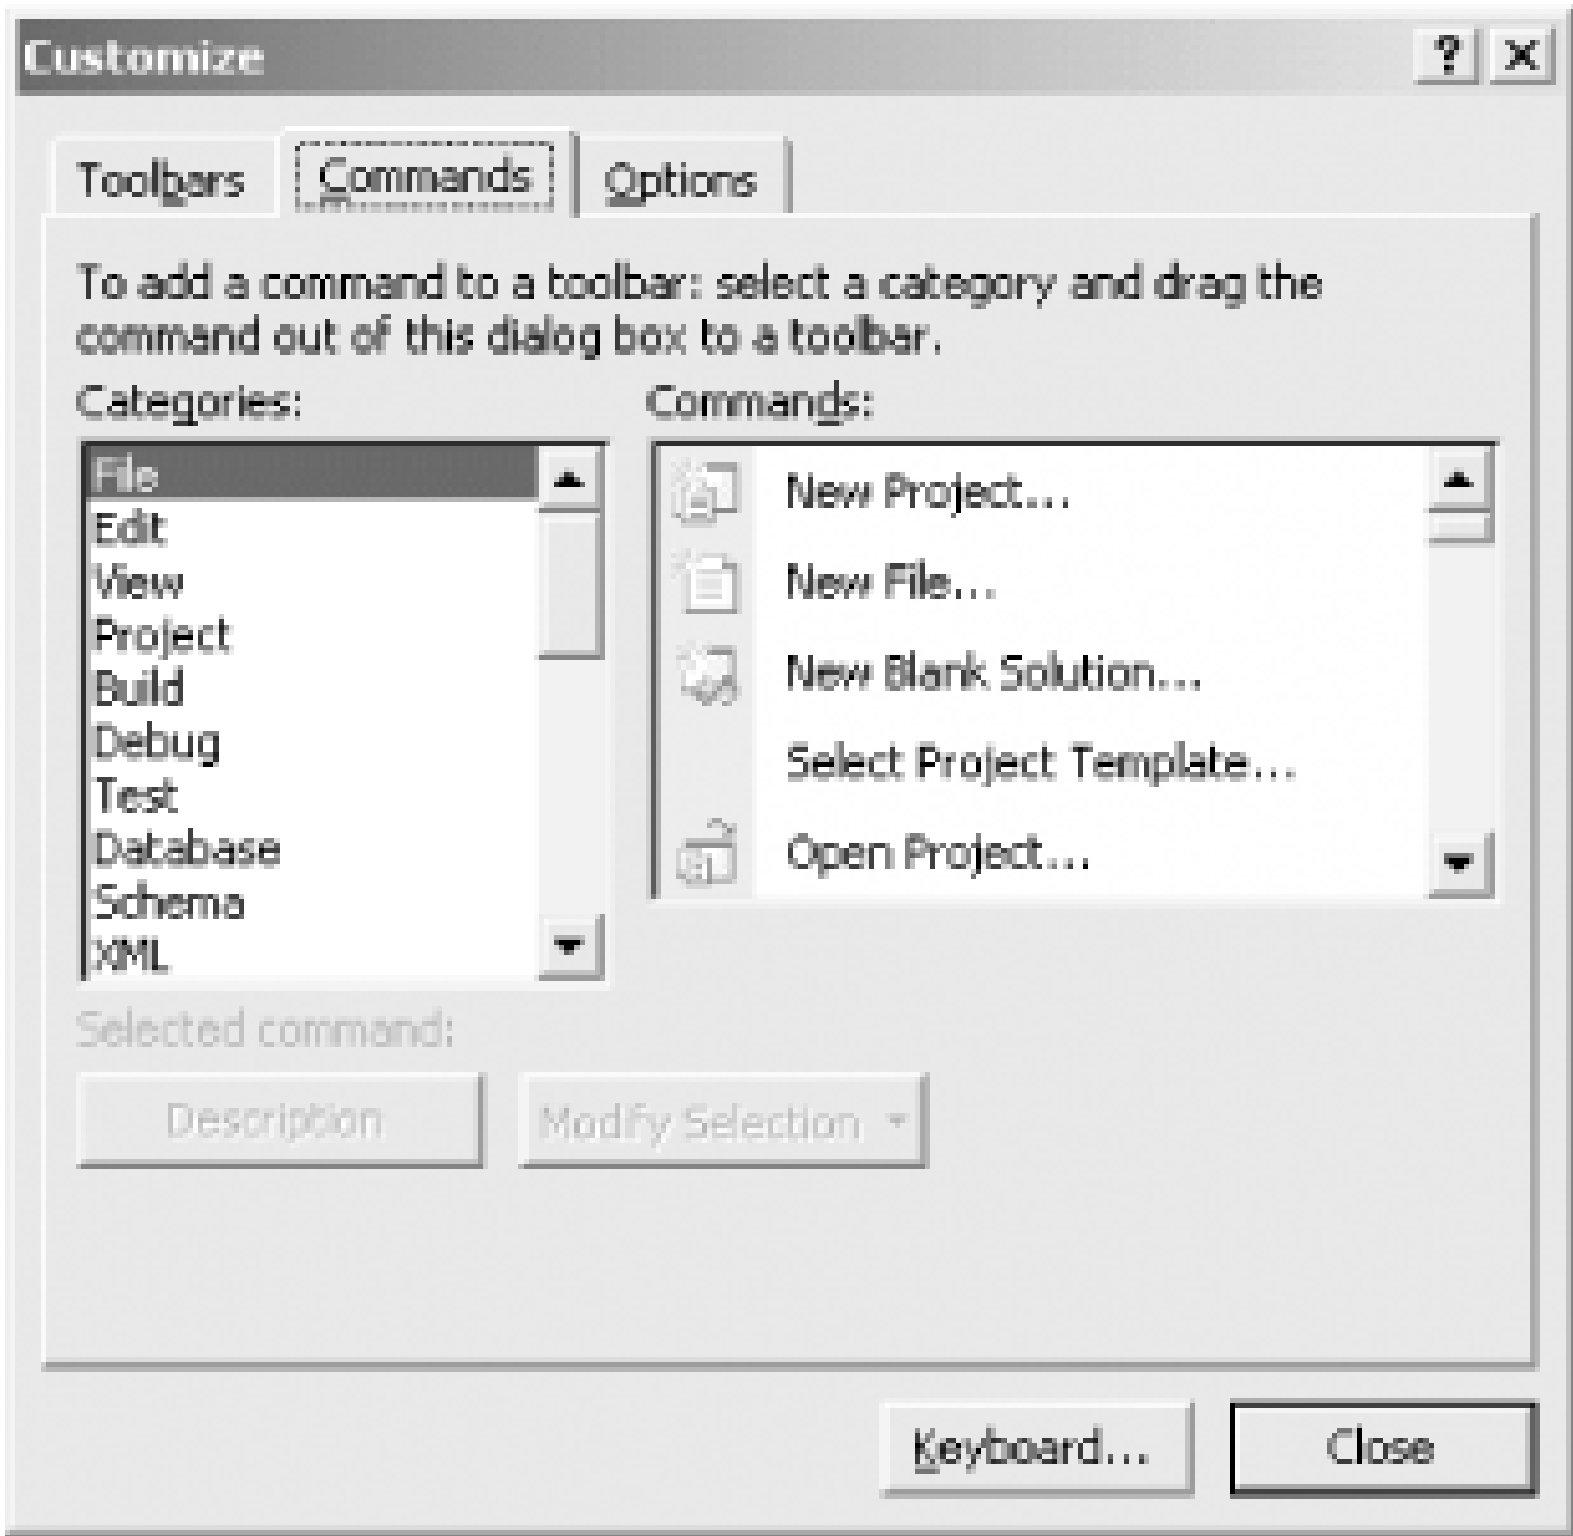 Customize
Toolbars Commands Options
To add a command to a toolbar: select a category and drag the
command out of this dialog box to a toolbar.
Categories:
File
Edit
View
Project
Build
Debug
Test
Database
Schema
XML
Commands:
New Project...
New File...
New Blank Solution...
Select Project Template...
Open Project...
Selected command:
Description Modify Selection
Keyboard... Close